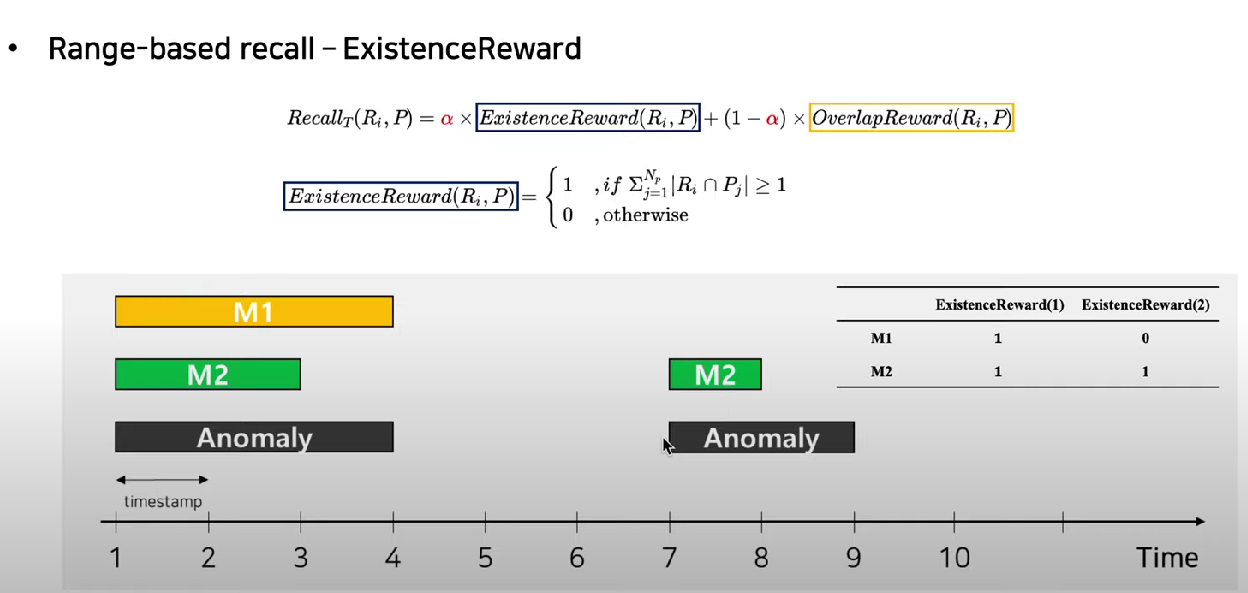 • Range-based recall – ExistenceReward
Recall_T(R_i, P) = α × ExistenceReward(R_i, P) + (1 − α) × OverlapReward(R_i, P)
ExistenceReward(R_i, P) = { 1 , if Σ_{j=1}^{N_p} |R_i ∩ P_j| ≥ 1
0 , otherwise
M1
ExistenceReward(1) ExistenceReward(2)
M1 1 0
M2 1 1
M2 M2
Anomaly Anomaly
timestamp
1 2 3 4 5 6 7 8 9 10 Time